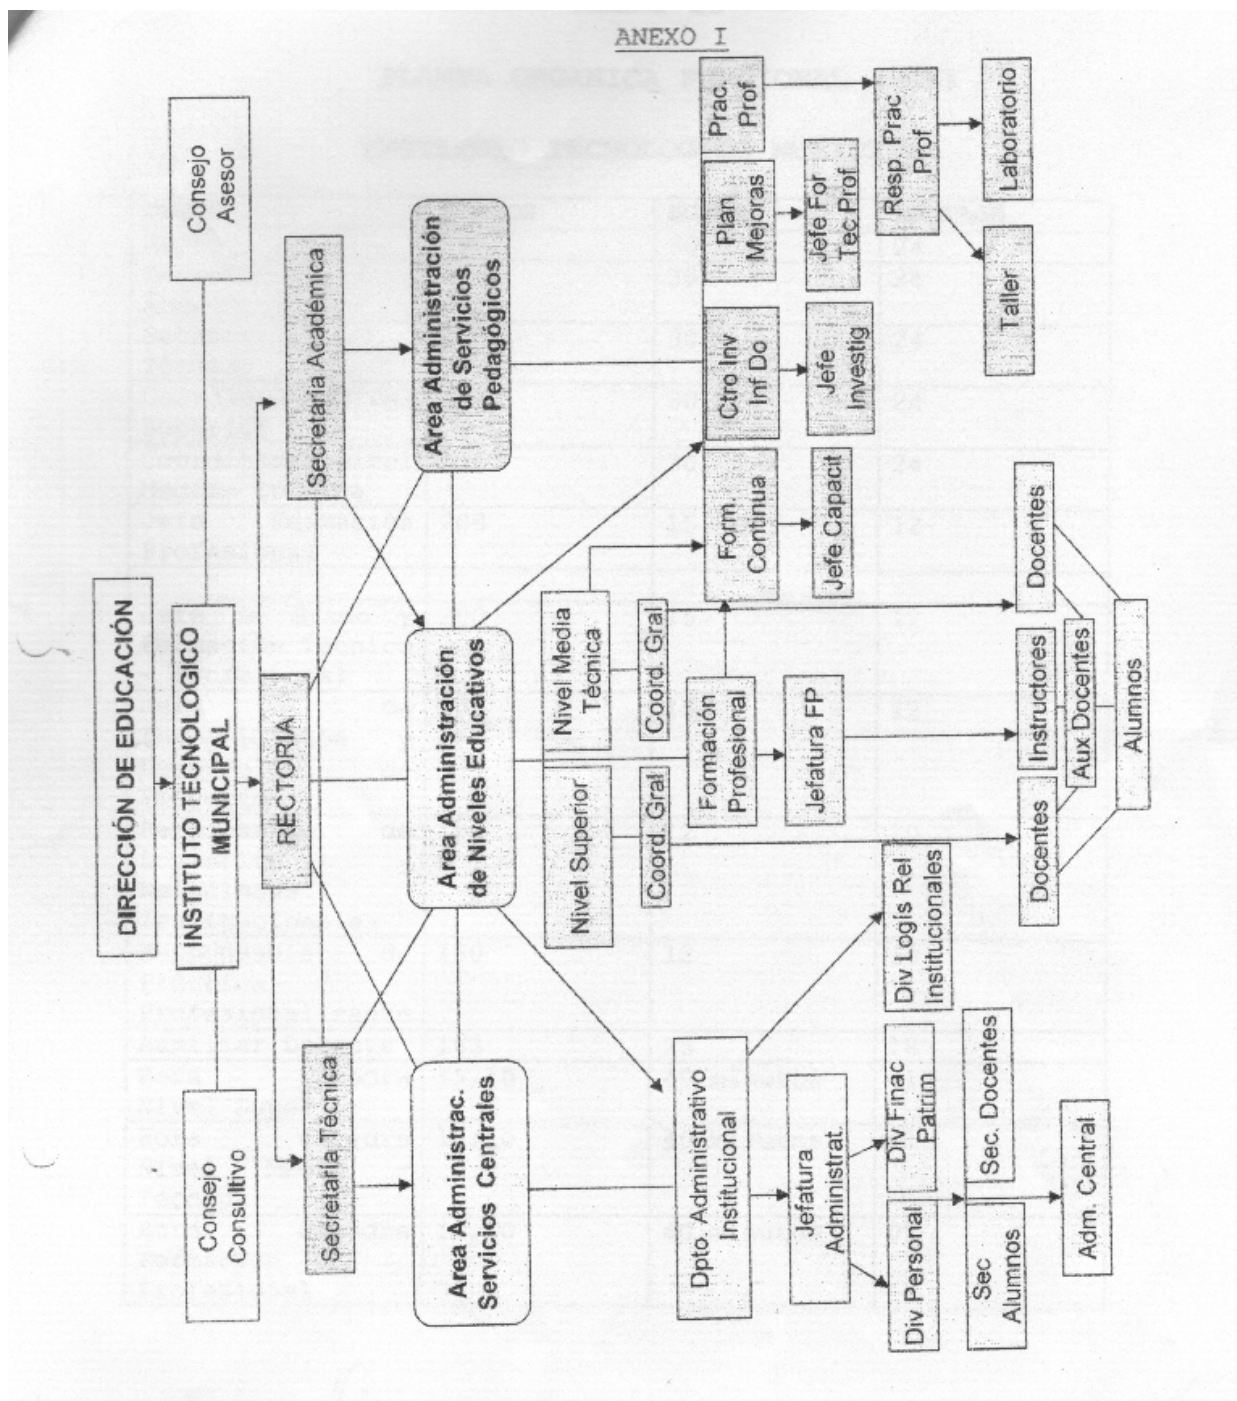 ANEXO I
DIRECCIÓN DE EDUCACIÓN
INSTITUTO TECNOLOGICO
MUNICIPAL
Consejo
Consultivo
Consejo
Asesor
RECTORIA
Secretaria Técnica
Secretaria Académica
Area Administrac.
Servicios Centrales
Area Administración
de Niveles Educativos
Area Administración
de Servicios
Pedagógicos
Nivel Superior
Nivel Media
Técnica
Coord. Gral
Coord. Gral
Dpto. Administrativo
Institucional
Formación
Profesional
Form.
Continua
Ctro Inv
Inf Do
Plan
Mejoras
Prac.
Prof
Jefatura
Administrat.
Jefatura FP
Jefe Capacit
Jefe
Investig
Jefe For
Tec Prof
Resp. Prac
Prof
Div Personal
Div Finac
Patrim
Div Logis Rel
Institucionales
Sec
Alumnos
Sec. Docentes
Taller
Laboratorio
Docentes
Instructores
Docentes
Aux Docentes
Adm. Central
Alumnos